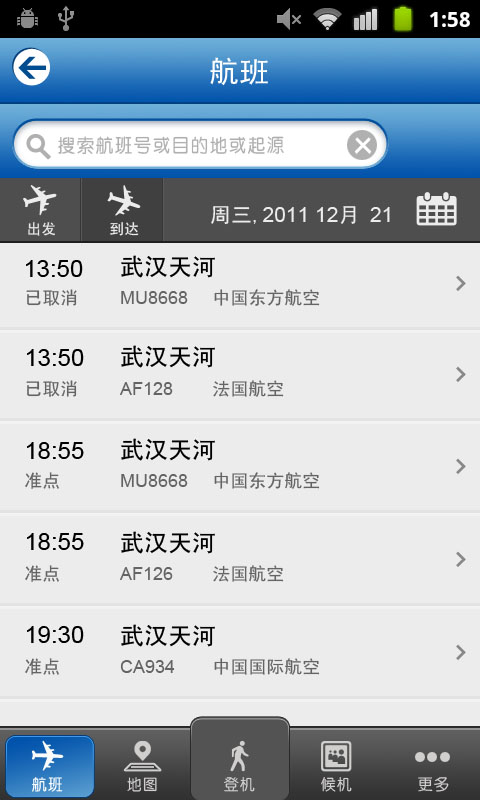 1:58
航班
搜索航班号或目的地或起源
出发
到达
周三, 2011 12月 21
13:50 武汉天河
已取消 MU8668 中国东方航空
13:50 武汉天河
已取消 AF128 法国航空
18:55 武汉天河
准点 MU8668 中国东方航空
18:55 武汉天河
准点 AF126 法国航空
19:30 武汉天河
准点 CA934 中国国际航空
航班 地图 登机 候机 更多